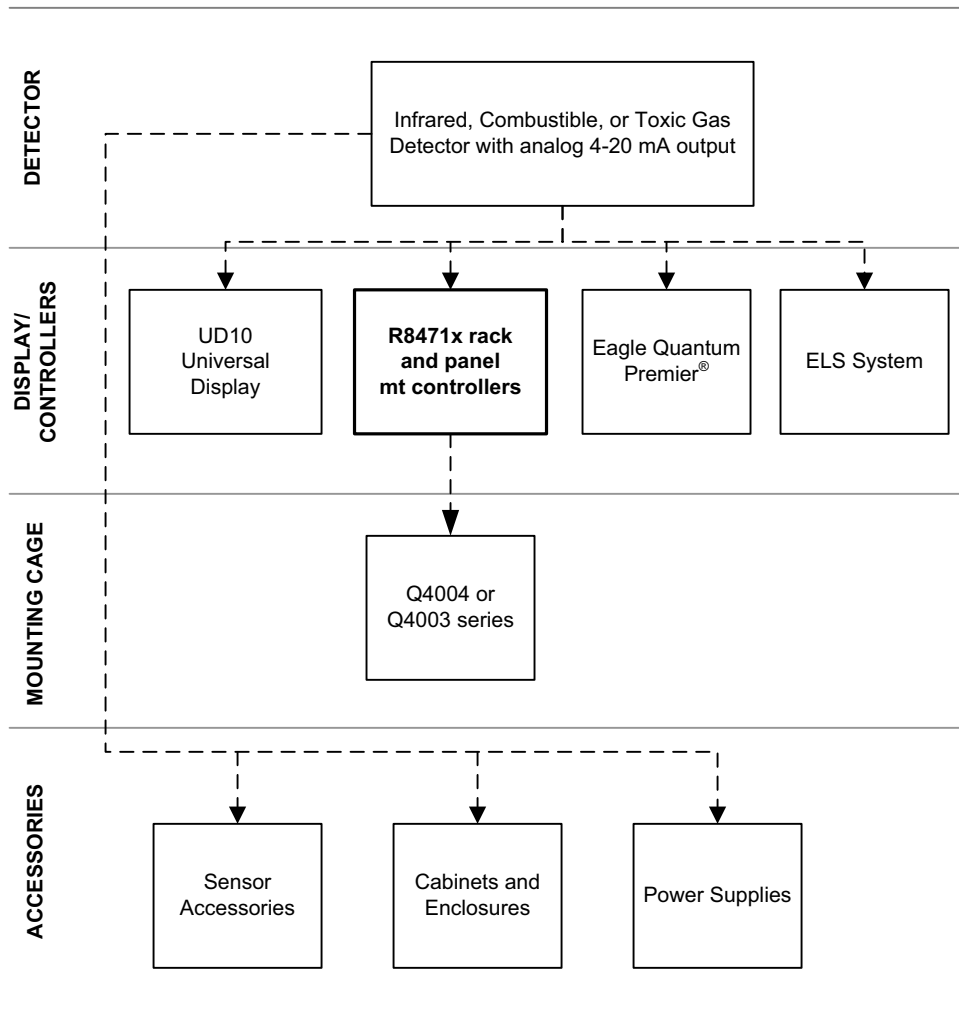 DETECTOR
Infrared, Combustible, or Toxic Gas
Detector with analog 4-20 mA output
DISPLAY/
CONTROLLERS
UD10
Universal
Display
R8471x rack
and panel
mt controllers
Eagle Quantum
Premier®
ELS System
MOUNTING CAGE
Q4004 or
Q4003 series
ACCESSORIES
Sensor
Accessories
Cabinets and
Enclosures
Power Supplies